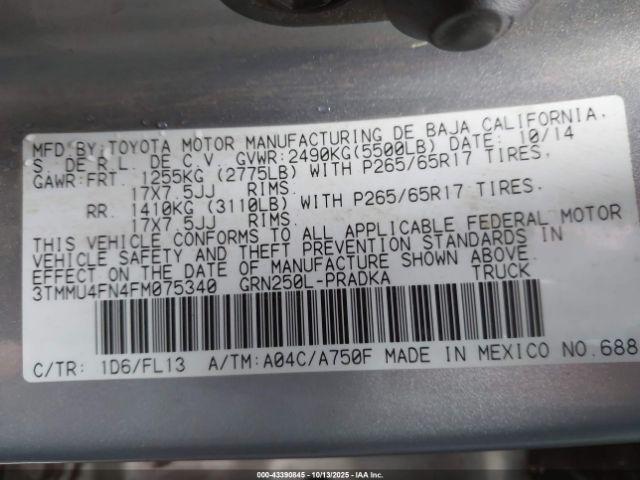 MFD BY: TOYOTA MOTOR MANUFACTURING DE BAJA CALIFORNIA,
S. DE R.L. DE C.V. GVWR:2490KG(5500LB) DATE: 10/14
GAWR:FRT. 1255KG (2775LB) WITH P265/65R17 TIRES.
17X7.5JJ RIMS.
RR. 1410KG (3110LB) WITH P265/65R17 TIRES.
17X7.5JJ RIMS.
THIS VEHICLE CONFORMS TO ALL APPLICABLE FEDERAL MOTOR
VEHICLE SAFETY AND THEFT PREVENTION STANDARDS IN
EFFECT ON THE DATE OF MANUFACTURE SHOWN ABOVE.
3TMMU4FN4FM075340 GRN250L-PRADKA TRUCK
C/TR: 1D6/FL13 A/TM:A04C/A750F MADE IN MEXICO NO.688
000-43390845 | 10/13/2025 | IAAI.CA